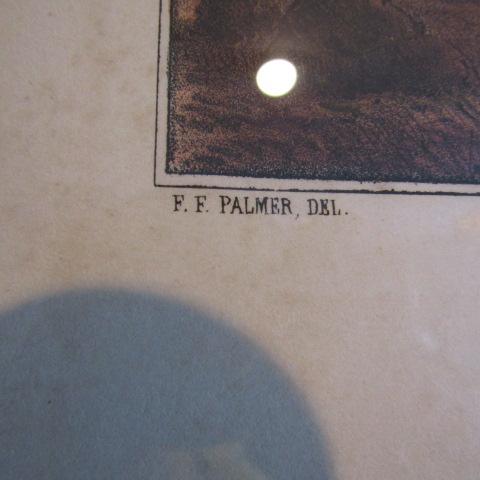 F. F. PALMER, DEL.